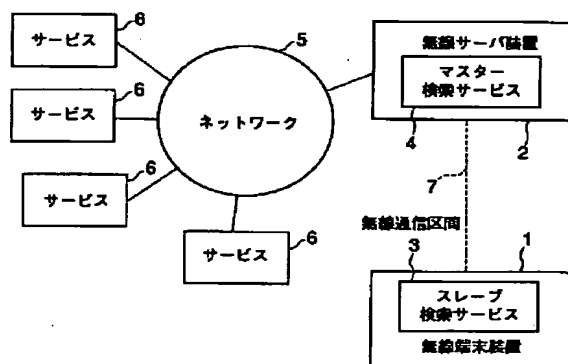 6
サービス
5
無線サーバ装置
マスター
検索サービス
6
サービス
ネットワーク
4
2
6
サービス
7
無線通信区間
6
サービス
3
1
スレーブ
検索サービス
無線端末装置